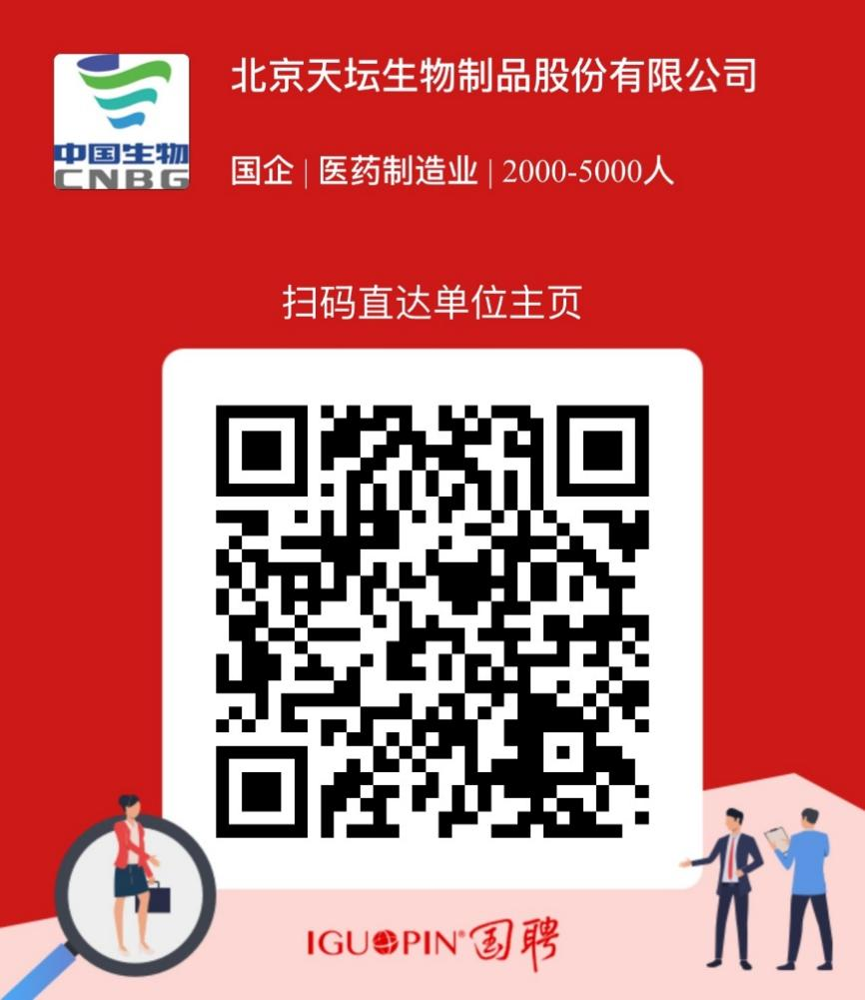 北京天坛生物制品股份有限公司
中国生物
CNBG
国企 | 医药制造业 | 2000-5000人
扫码直达单位主页
IGUOPIN® 国聘